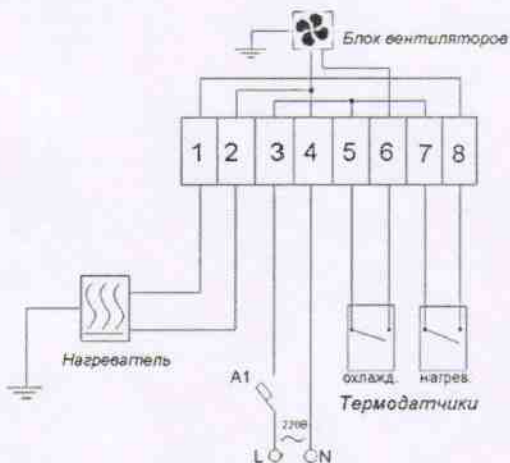 Блок вентиляторов
1 2 3 4 5 6 7 8
Нагреватель
A1
охлажд. нагрев.
Термодатчики
220В
~
L N